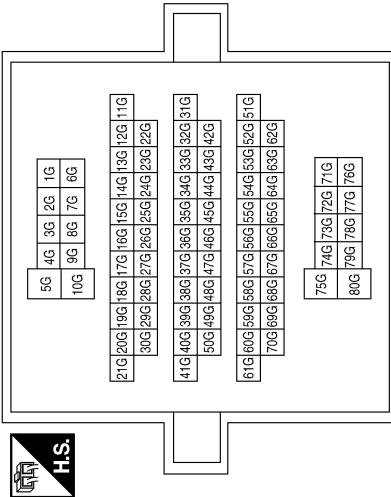 H.S.
5G 4G 3G 2G 1G
10G 9G 8G 7G 6G
21G 20G 19G 18G 17G 16G 15G 14G 13G 12G 11G
30G 29G 28G 27G 26G 25G 24G 23G 22G
41G 40G 39G 38G 37G 36G 35G 34G 33G 32G 31G
50G 49G 48G 47G 46G 45G 44G 43G 42G
61G 60G 59G 58G 57G 56G 55G 54G 53G 52G 51G
70G 69G 68G 67G 66G 65G 64G 63G 62G
75G 74G 73G 72G 71G
80G 79G 78G 77G 76G